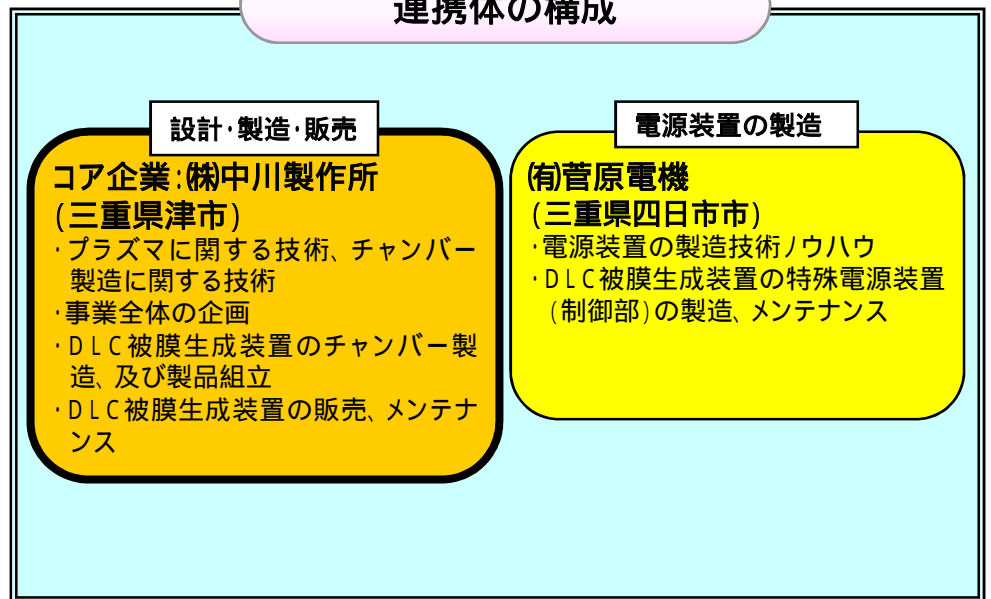 連携体の構成
設計・製造・販売
コア企業：㈱中川製作所
(三重県津市)
・プラズマに関する技術、チャンバー
製造に関する技術
・事業全体の企画
・DLC被膜生成装置のチャンバー製
造、及び製品組立
・DLC被膜生成装置の販売、メンテナ
ンス
電源装置の製造
㈲菅原電機
(三重県四日市市)
・電源装置の製造技術ノウハウ
・DLC被膜生成装置の特殊電源装置
(制御部)の製造、メンテナンス